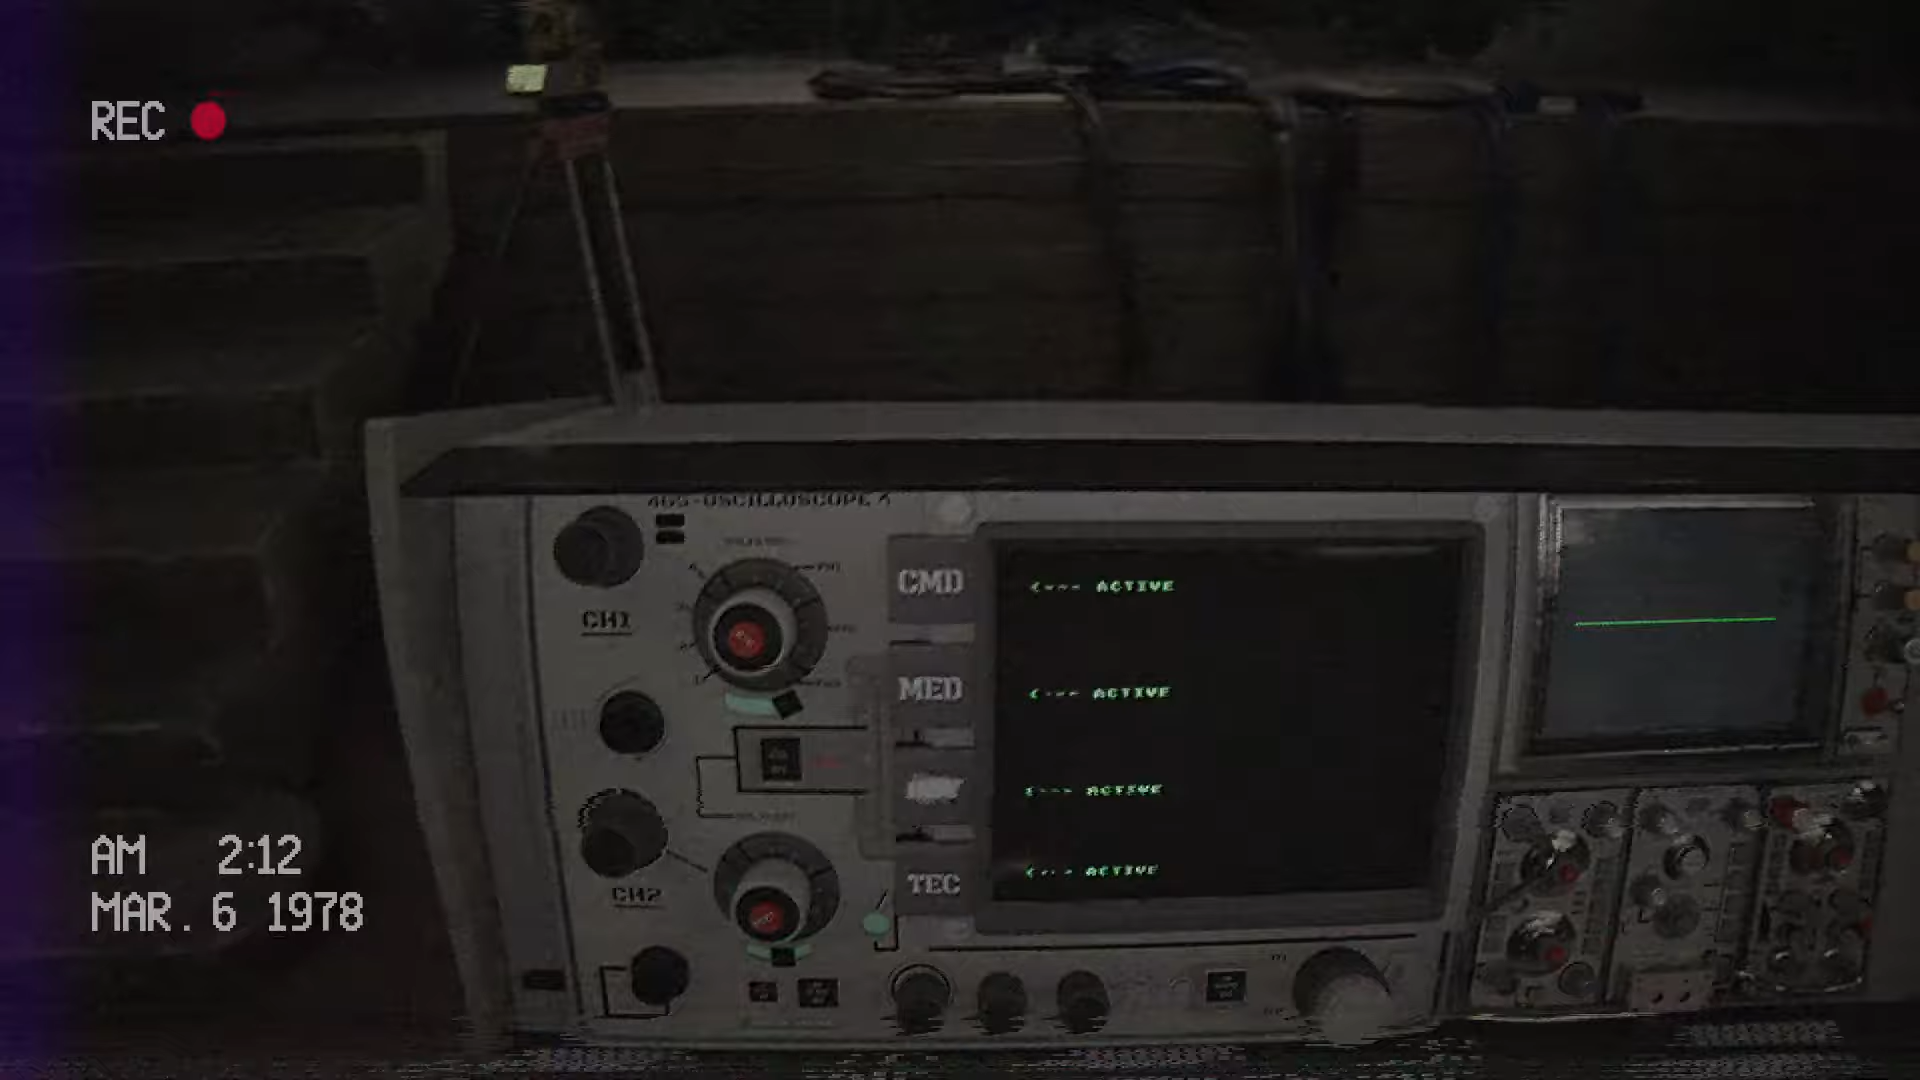 REC
465-OSCILLOSCOPE
CH1
CMD
<--- ACTIVE
MED
<--- ACTIVE
<--- ACTIVE
TEC
<--- ACTIVE
CH2
AM 2:12
MAR. 6 1978